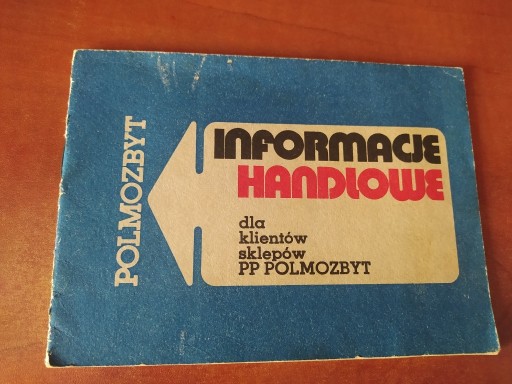 POLMOZBYT
INFORMACJE
HANDLOWE
dla
klientów
sklepów
PP POLMOZBYT